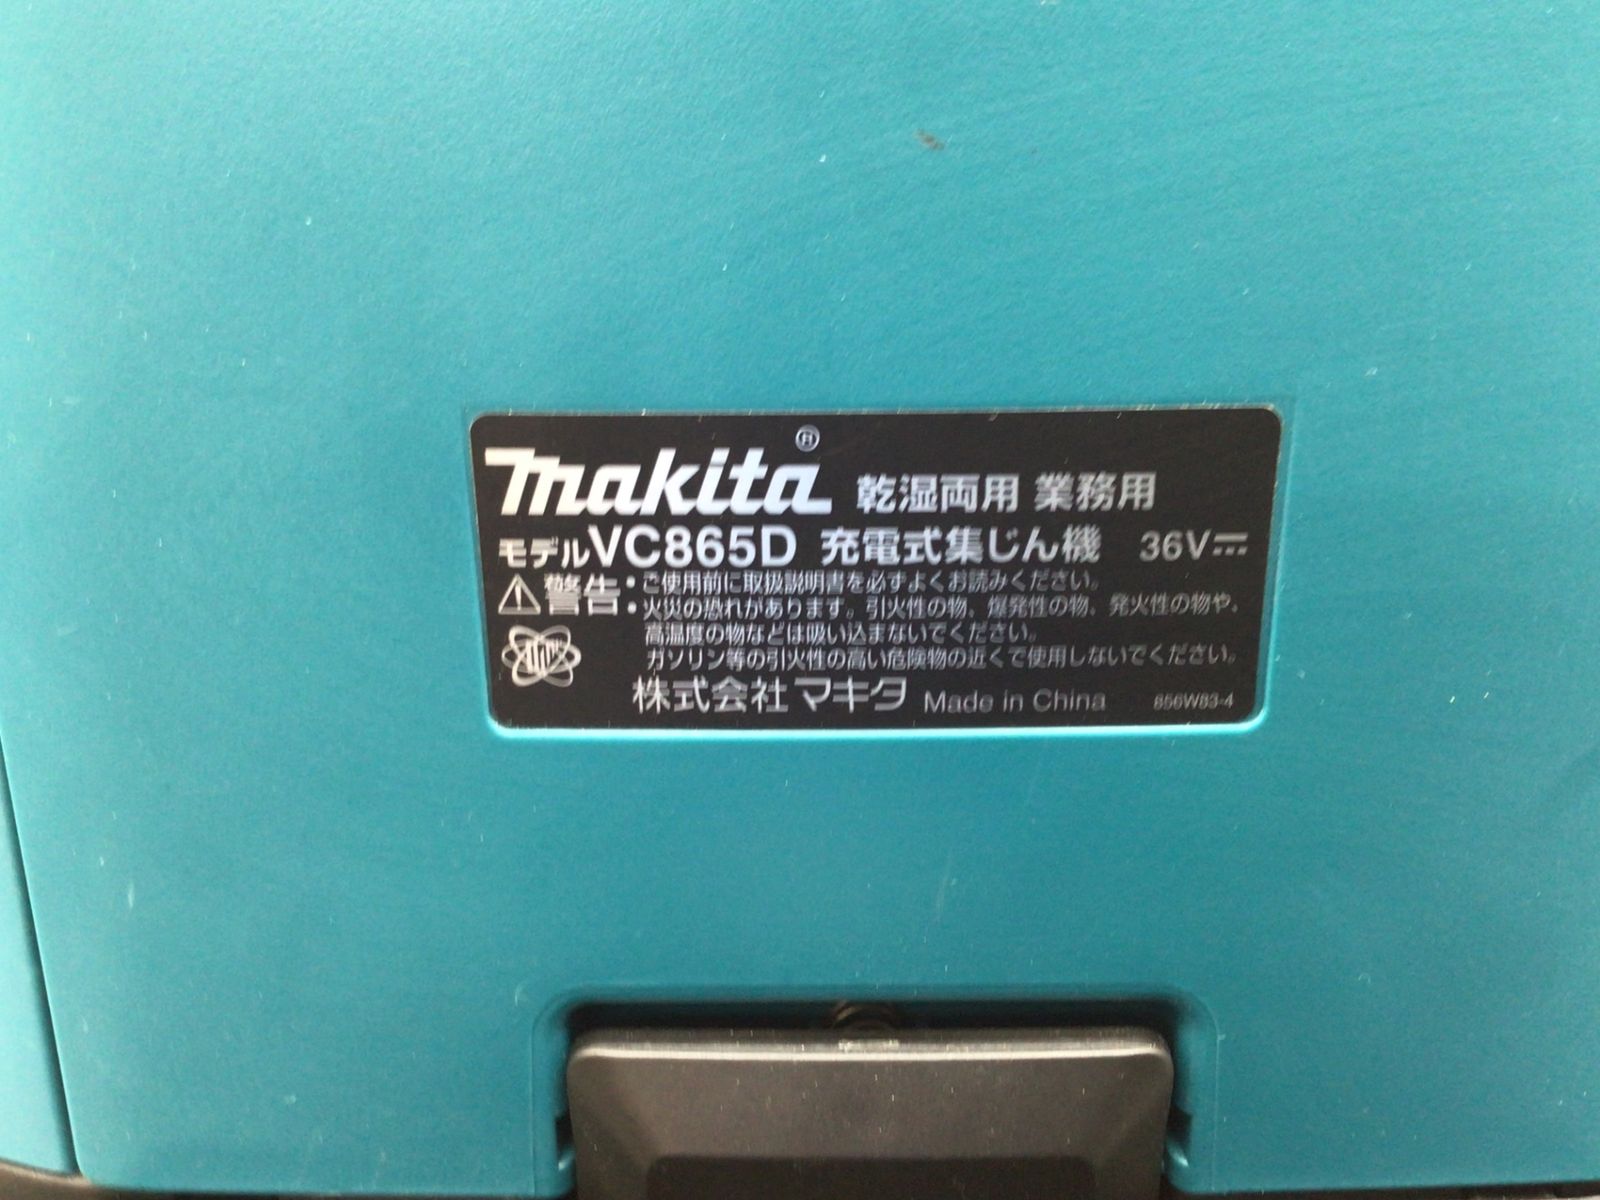 makita® 乾湿両用 業務用
モデルVC865D 充電式集じん機 36V⎓
⚠警告:ご使用前に取扱説明書を必ずよくお読みください。
火災の恐れがあります。引火性の物、爆発性の物、発火性の物や、
高温度の物などは吸い込まないでください。
ガソリン等の引火性の高い危険物の近くで使用しないでください。
株式会社マキタ Made in China 856W83-4